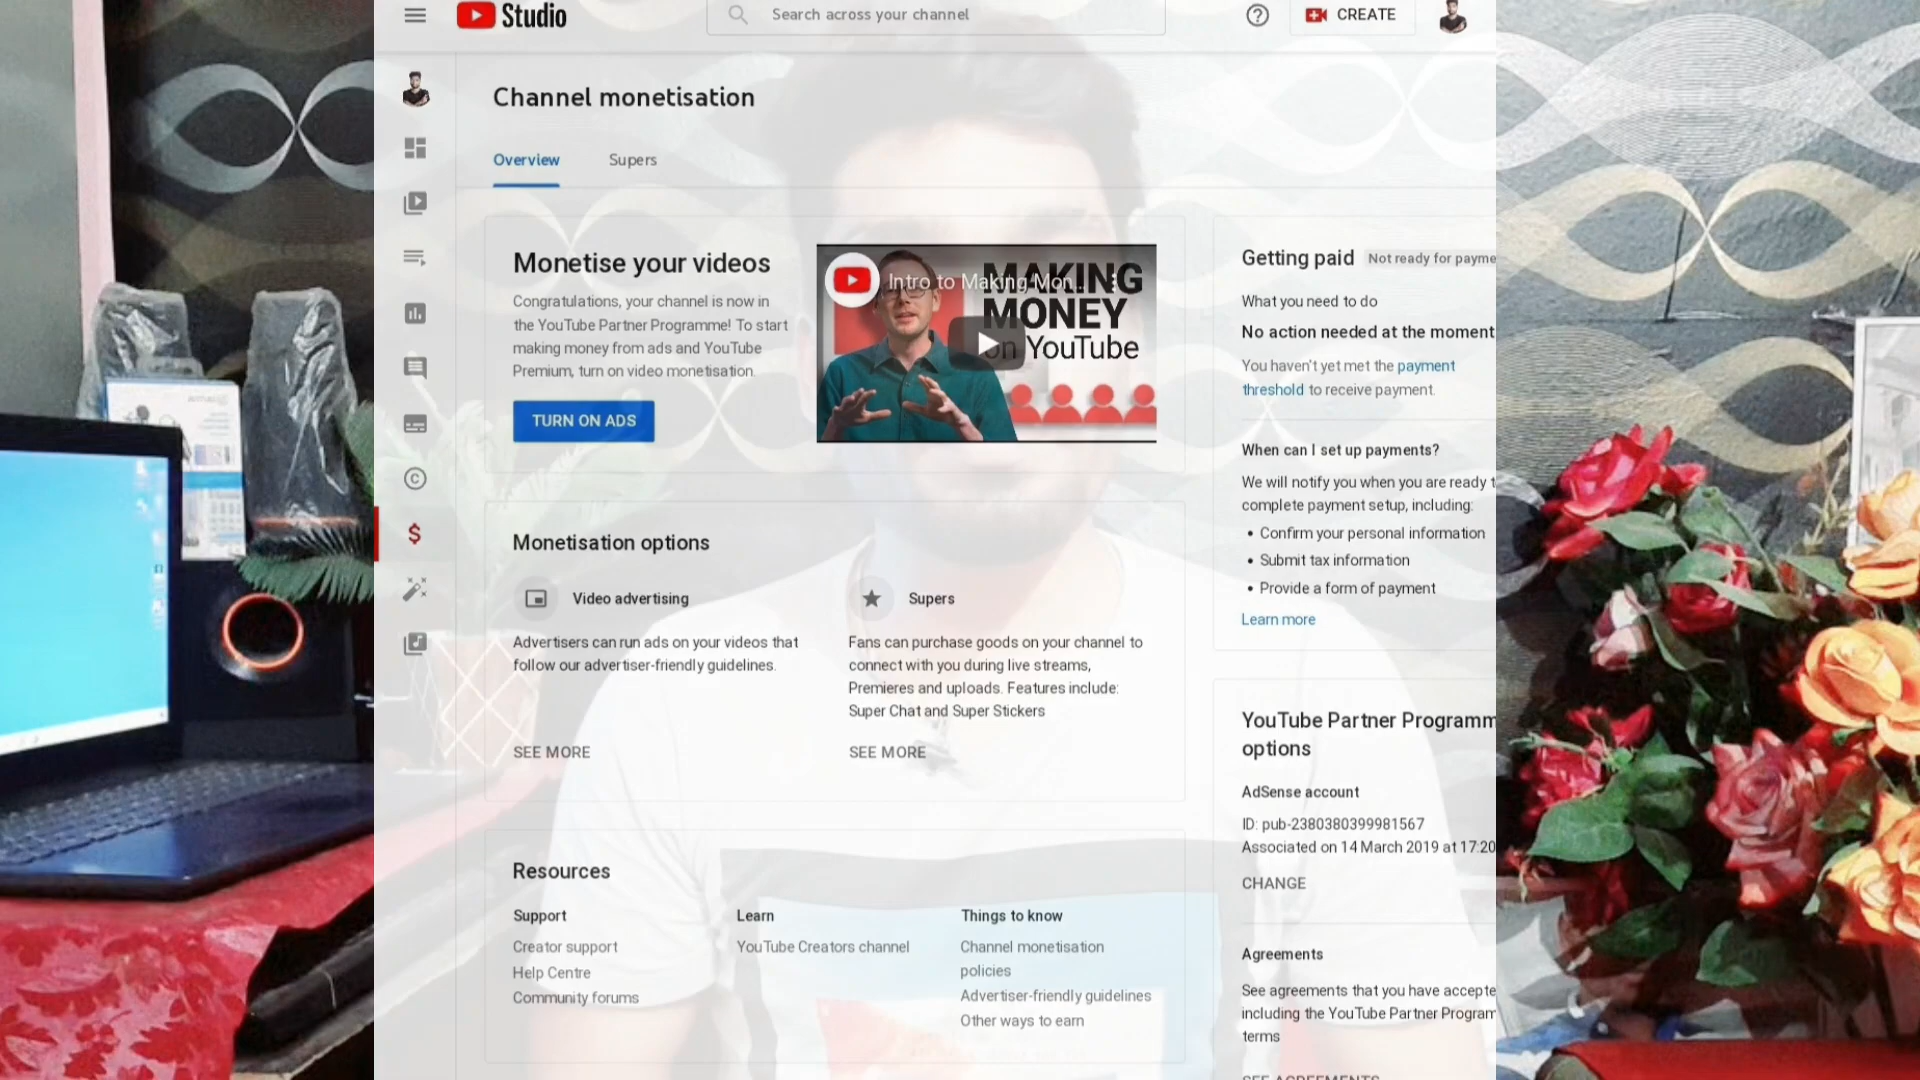 Studio
Search across your channel
CREATE
Channel monetisation
Overview
Supers
Monetise your videos
Congratulations, your channel is now in
the YouTube Partner Programme! To start
making money from ads and YouTube
Premium, turn on video monetisation
TURN ON ADS
Intro to Making Mon...
MAKING
MONEY
on YouTube
Monetisation options
Video advertising
Advertisers can run ads on your videos that
follow our advertiser-friendly guidelines.
SEE MORE
Supers
Fans can purchase goods on your channel to
connect with you during live streams,
Premieres and uploads. Features include:
Super Chat and Super Stickers
SEE MORE
Resources
Support
Creator support
Help Centre
Community forums
Learn
YouTube Creators channel
Things to know
Channel monetisation
policies
Advertiser-friendly guidelines
Other ways to earn
Getting paid
Not ready for payme
What you need to do
No action needed at the moment
You haven't yet met the payment
threshold to receive payment.
When can I set up payments?
We will notify you when you are ready t
complete payment setup, including:
• Confirm your personal information
• Submit tax information
• Provide a form of payment
Learn more
YouTube Partner Programm
options
AdSense account
ID: pub-2380380399981567
Associated on 14 March 2019 at 17:20
CHANGE
Agreements
See agreements that you have accepte
including the YouTube Partner Program
terms
SEE AGREEMENTS